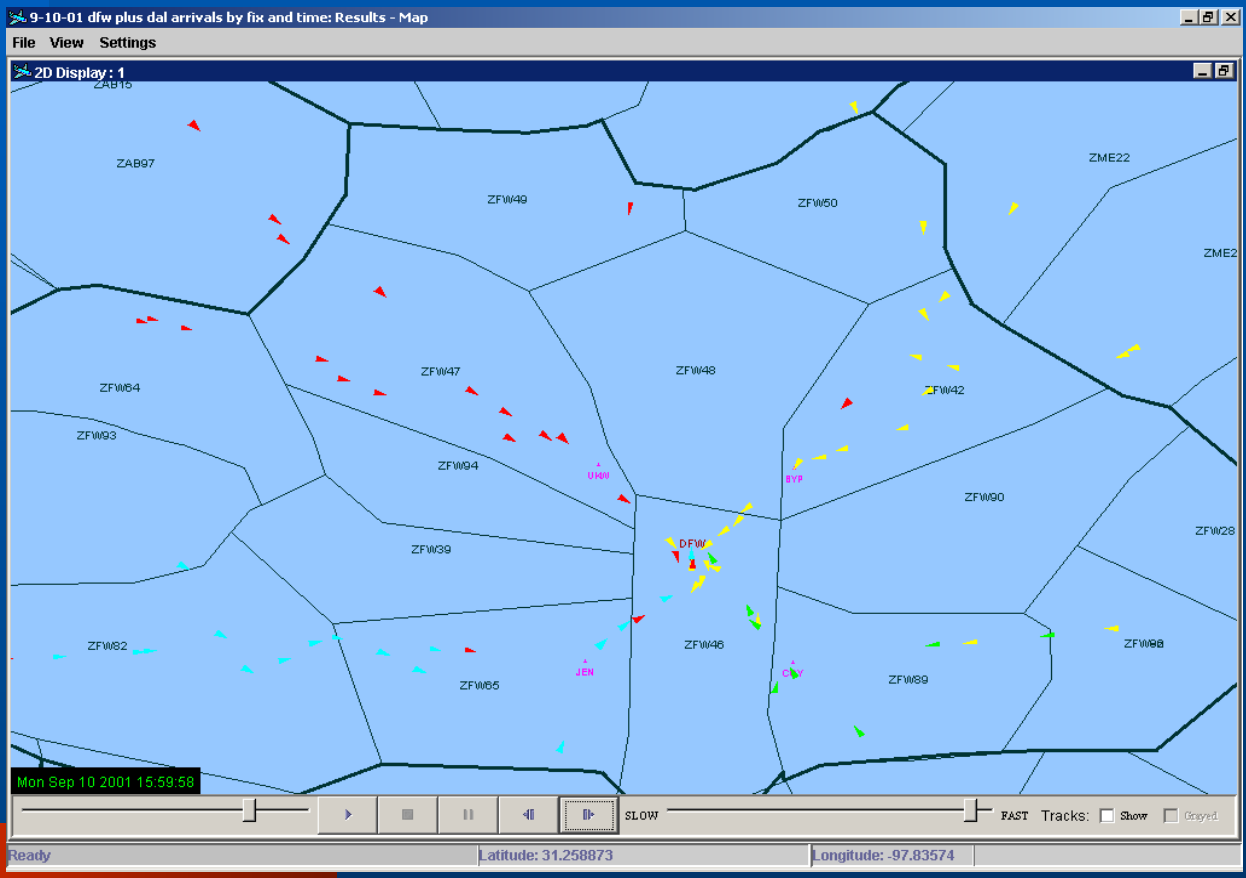 9-10-01 dfw plus dal arrivals by fix and time: Results - Map
File View Settings
2D Display : 1
ZAB15
ZAB97
ZME22
ZFW49
ZFW50
ZME2
ZFW64
ZFW47
ZFW48
ZFW42
ZFW93
ZFW94
UKW
BYP
ZFW90
ZFW39
DFW
ZFW28
ZFW82
ZFW46
JEN
ZFW65
ZFW89
Mon Sep 10 2001 15:59:58
SLOW
FAST Tracks: Show Grayed
Ready Latitude: 31.258873 Longitude: -97.83574